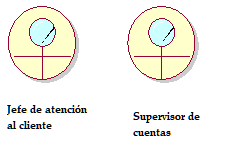 Jefe de atención
al cliente
Supervisor de
cuentas